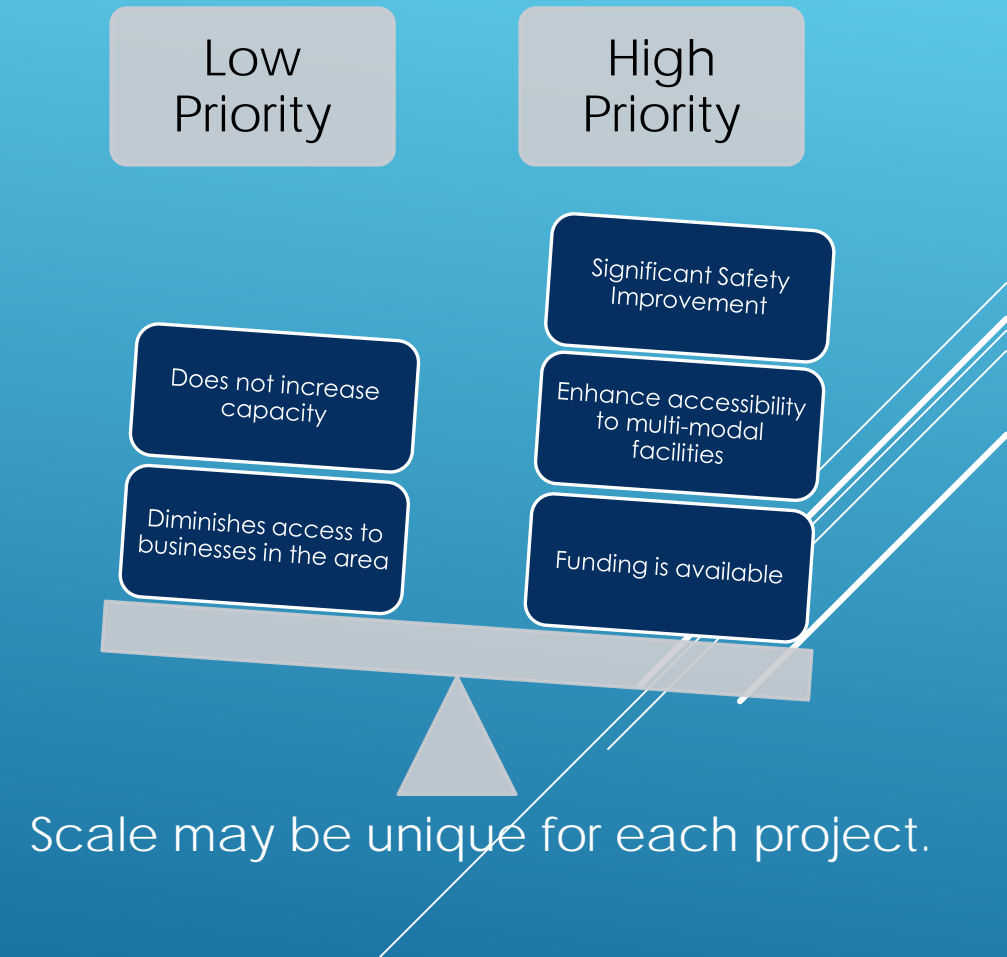 Low
Priority
High
Priority
Does not increase
capacity
Diminishes access to
businesses in the area
Significant Safety
Improvement
Enhance accessibility
to multi-modal
facilities
Funding is available
Scale may be unique for each project.